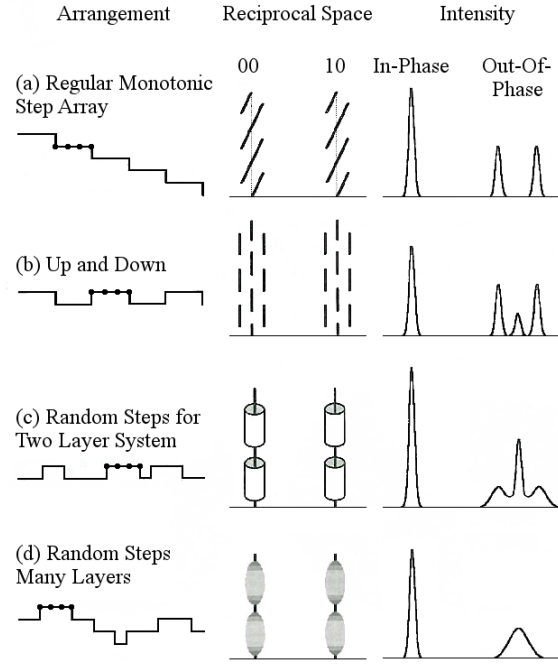 Arrangement Reciprocal Space Intensity
00 10 In-Phase Out-Of-
Phase
(a) Regular Monotonic
Step Array
(b) Up and Down
(c) Random Steps for
Two Layer System
(d) Random Steps
Many Layers